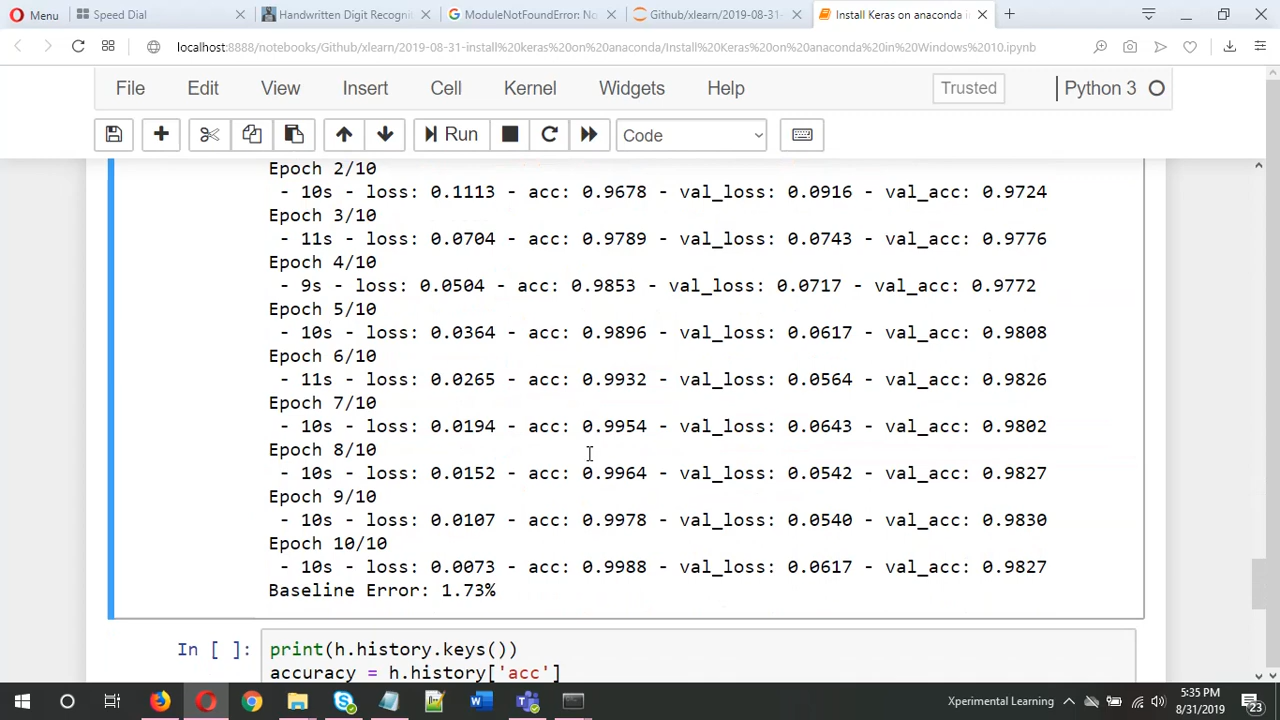 Menu
Speed Dial
Handwritten Digit Recogni
ModuleNotFoundError: No
Github/xlearn/2019-08-31-
Install Keras on anaconda i
localhost:8888/notebooks/Github/xlearn/2019-08-31-install%20keras%20on%20anaconda/Install%20Keras%20on%20anaconda%20in%20Windows%2010.ipynb
File Edit View Insert Cell Kernel Widgets Help Trusted Python 3
Run Code
Epoch 2/10
- 10s - loss: 0.1113 - acc: 0.9678 - val_loss: 0.0916 - val_acc: 0.9724
Epoch 3/10
- 11s - loss: 0.0704 - acc: 0.9789 - val_loss: 0.0743 - val_acc: 0.9776
Epoch 4/10
- 9s - loss: 0.0504 - acc: 0.9853 - val_loss: 0.0717 - val_acc: 0.9772
Epoch 5/10
- 10s - loss: 0.0364 - acc: 0.9896 - val_loss: 0.0617 - val_acc: 0.9808
Epoch 6/10
- 11s - loss: 0.0265 - acc: 0.9932 - val_loss: 0.0564 - val_acc: 0.9826
Epoch 7/10
- 10s - loss: 0.0194 - acc: 0.9954 - val_loss: 0.0643 - val_acc: 0.9802
Epoch 8/10
- 10s - loss: 0.0152 - acc: 0.9964 - val_loss: 0.0542 - val_acc: 0.9827
Epoch 9/10
- 10s - loss: 0.0107 - acc: 0.9978 - val_loss: 0.0540 - val_acc: 0.9830
Epoch 10/10
- 10s - loss: 0.0073 - acc: 0.9988 - val_loss: 0.0617 - val_acc: 0.9827
Baseline Error: 1.73%
In [ ]: print(h.history.keys())
accuracy = h.history['acc']
Xperimental Learning
5:35 PM
8/31/2019
23